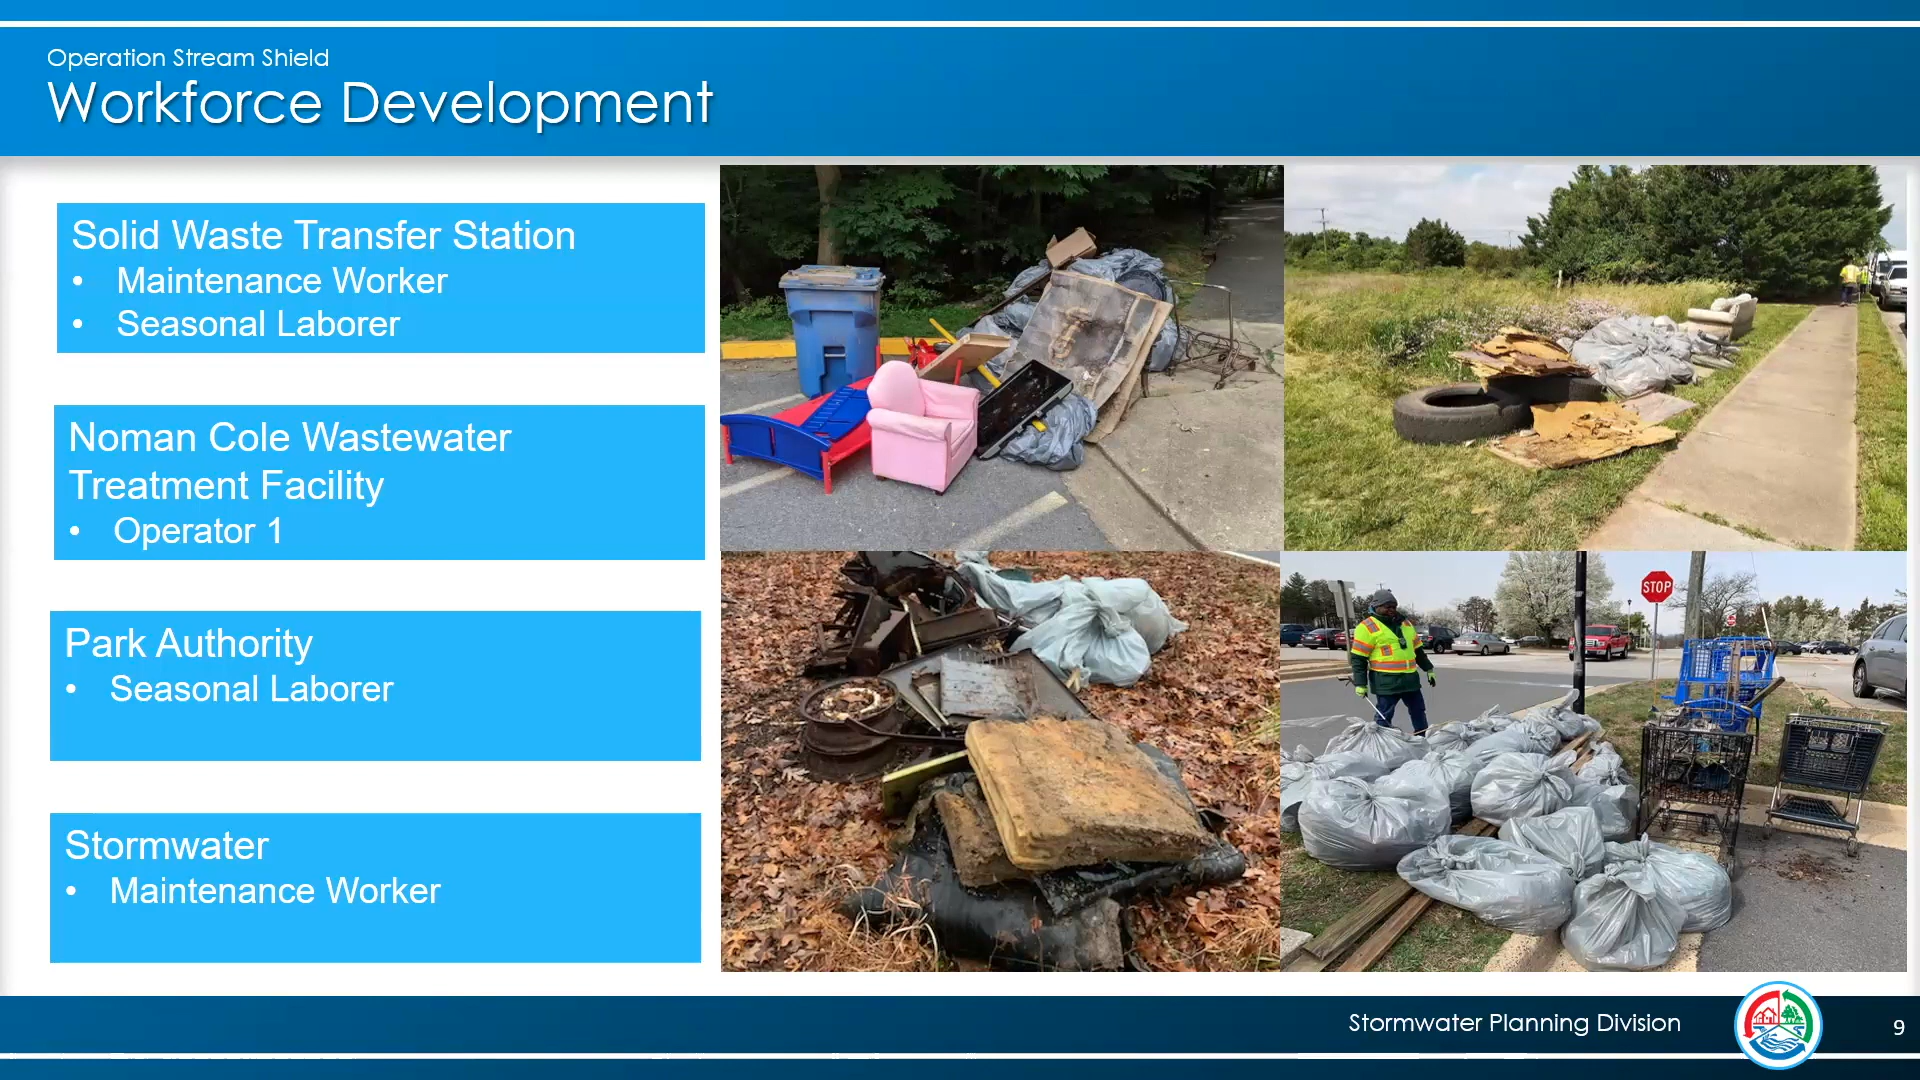 Operation Stream Shield
Workforce Development
Solid Waste Transfer Station
• Maintenance Worker
• Seasonal Laborer
Noman Cole Wastewater
Treatment Facility
• Operator 1
Park Authority
• Seasonal Laborer
Stormwater
• Maintenance Worker
STOP
Stormwater Planning Division
9